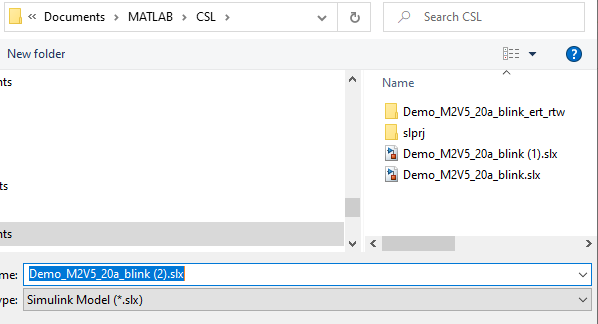 « Documents > MATLAB > CSL >
Search CSL
New folder
?
Name
nts
Demo_M2V5_20a_blink_ert_rtw
slprj
Demo_M2V5_20a_blink (1).slx
Demo_M2V5_20a_blink.slx
nts
nts
me: Demo_M2V5_20a_blink (2).slx
ype: Simulink Model (*.slx)